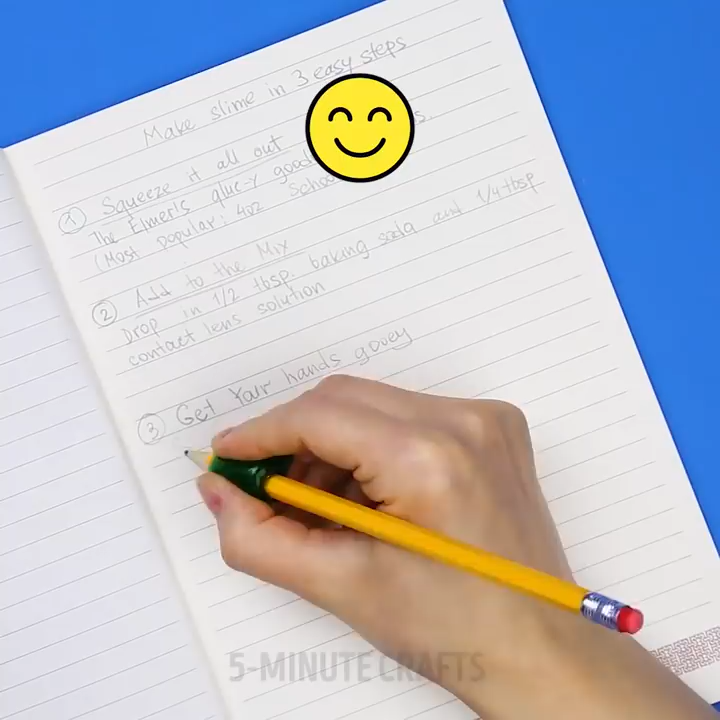 Make slime in 3 easy steps
① Squeeze it all out
The Elmer's glue-y good s.
(Most popular: 4oz Schoo
② Add to the Mix
Drop in 1/2 tbsp. baking soda and 1/4 tbsp
contact lens solution
③ Get Your hands gooey
5-MINUTE CRAFTS